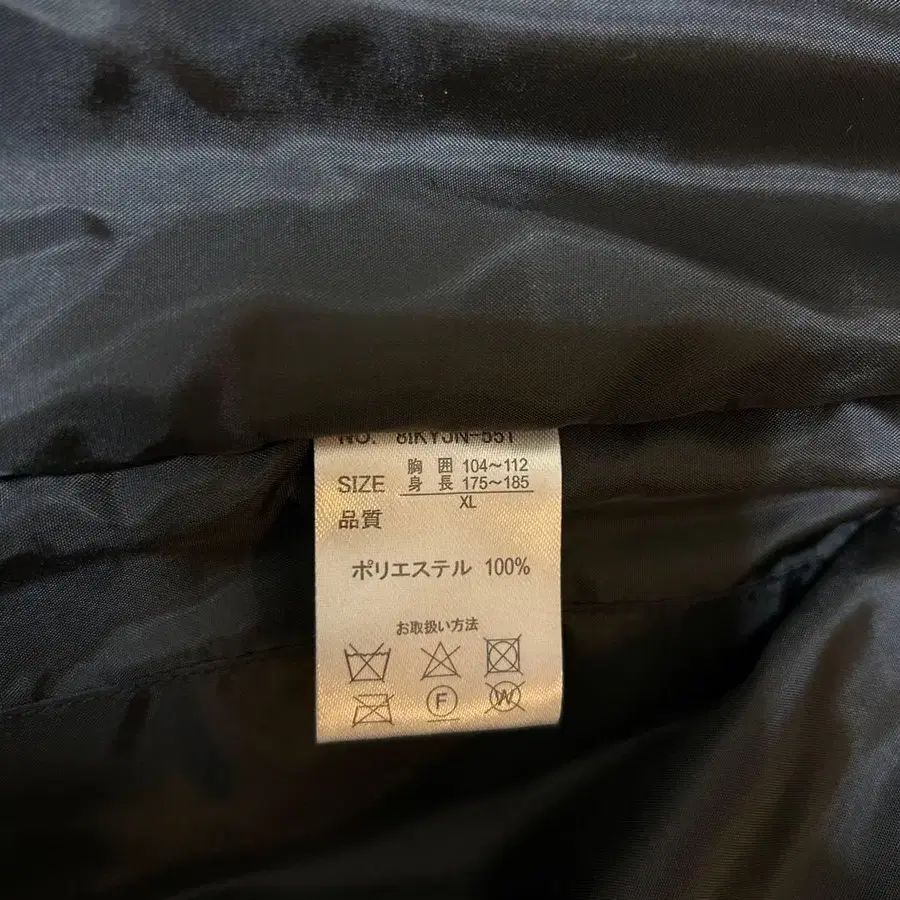 SIZE 胸囲 104～112
身長 175～185
XL
品質
ポリエステル 100%
お取扱い方法
F W